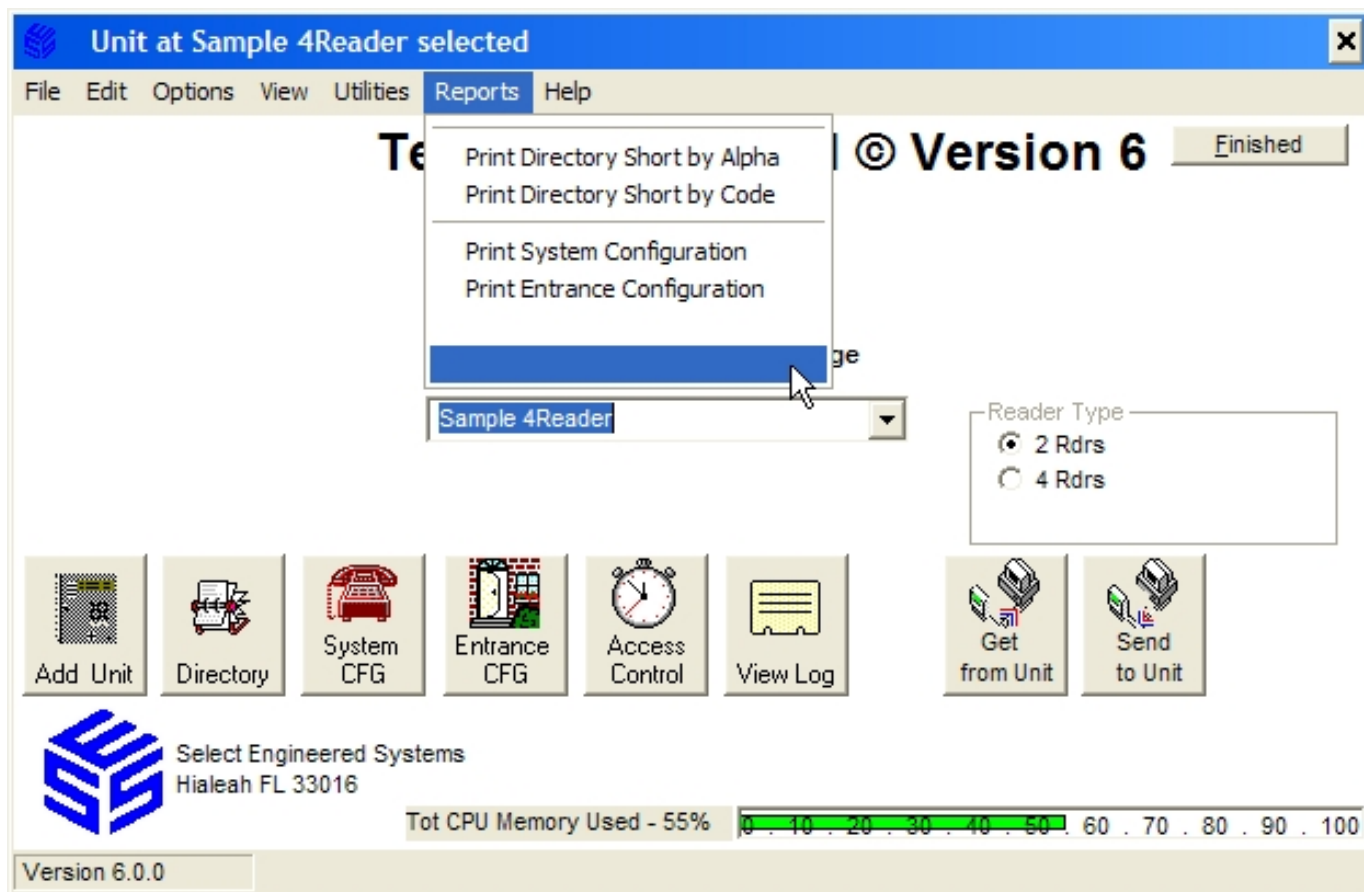 Unit at Sample 4Reader selected
File Edit Options View Utilities Reports Help
Te © Version 6
Finished
Print Directory Short by Alpha
Print Directory Short by Code
Print System Configuration
Print Entrance Configuration
ge
Sample 4Reader
Reader Type
2 Rdrs
4 Rdrs
Add Unit
Directory
System
CFG
Entrance
CFG
Access
Control
View Log
Get
from Unit
Send
to Unit
SES
Select Engineered Systems
Hialeah FL 33016
Tot CPU Memory Used - 55%
0 . 10 . 20 . 30 . 40 . 50 . 60 . 70 . 80 . 90 . 100
Version 6.0.0